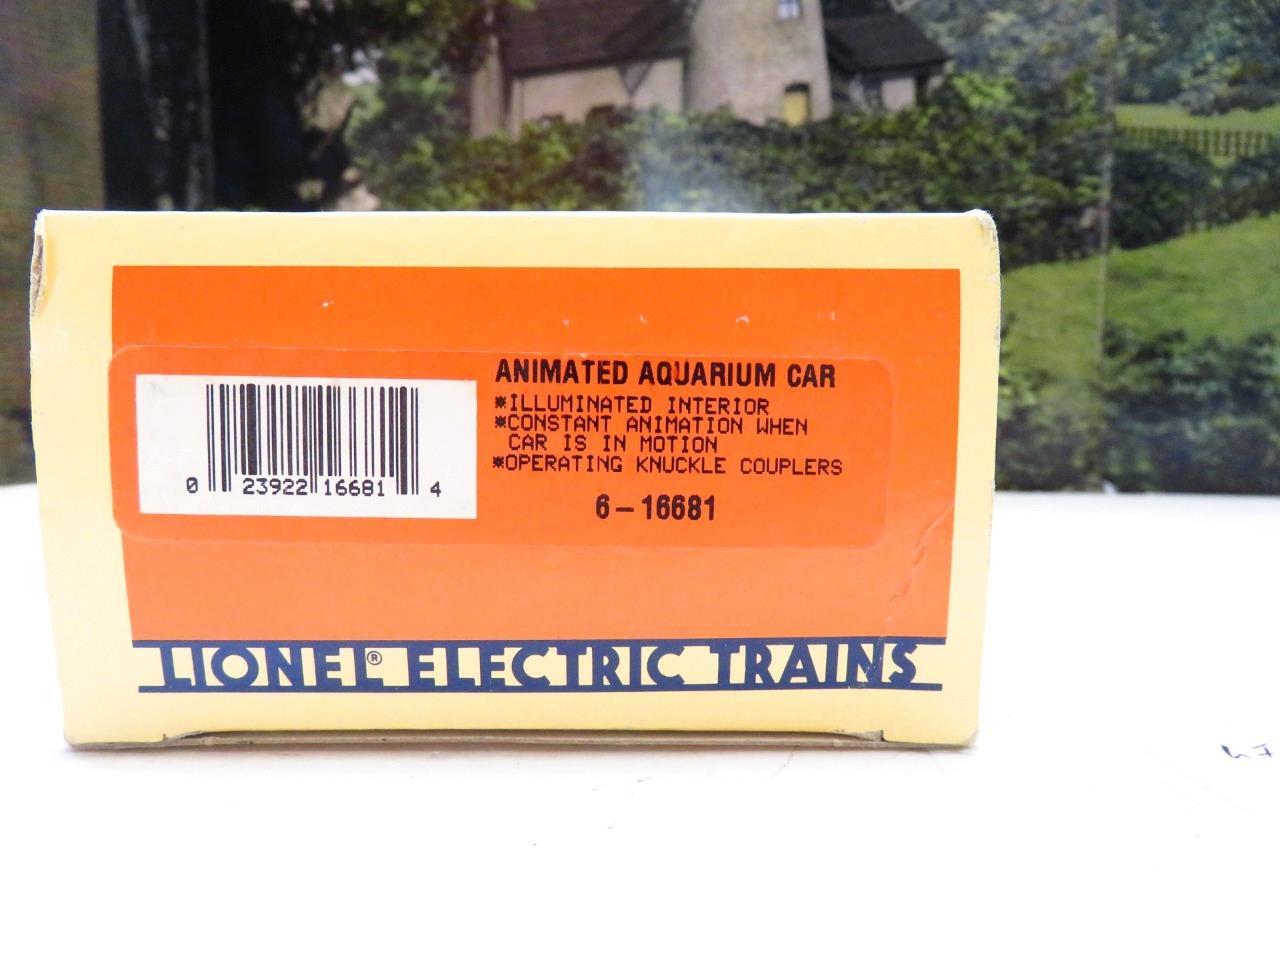 ANIMATED AQUARIUM CAR
*ILLUMINATED INTERIOR
*CONSTANT ANIMATION WHEN
CAR IS IN MOTION
*OPERATING KNUCKLE COUPLERS
6-16681
0 23922 16681 4
LIONEL® ELECTRIC TRAINS